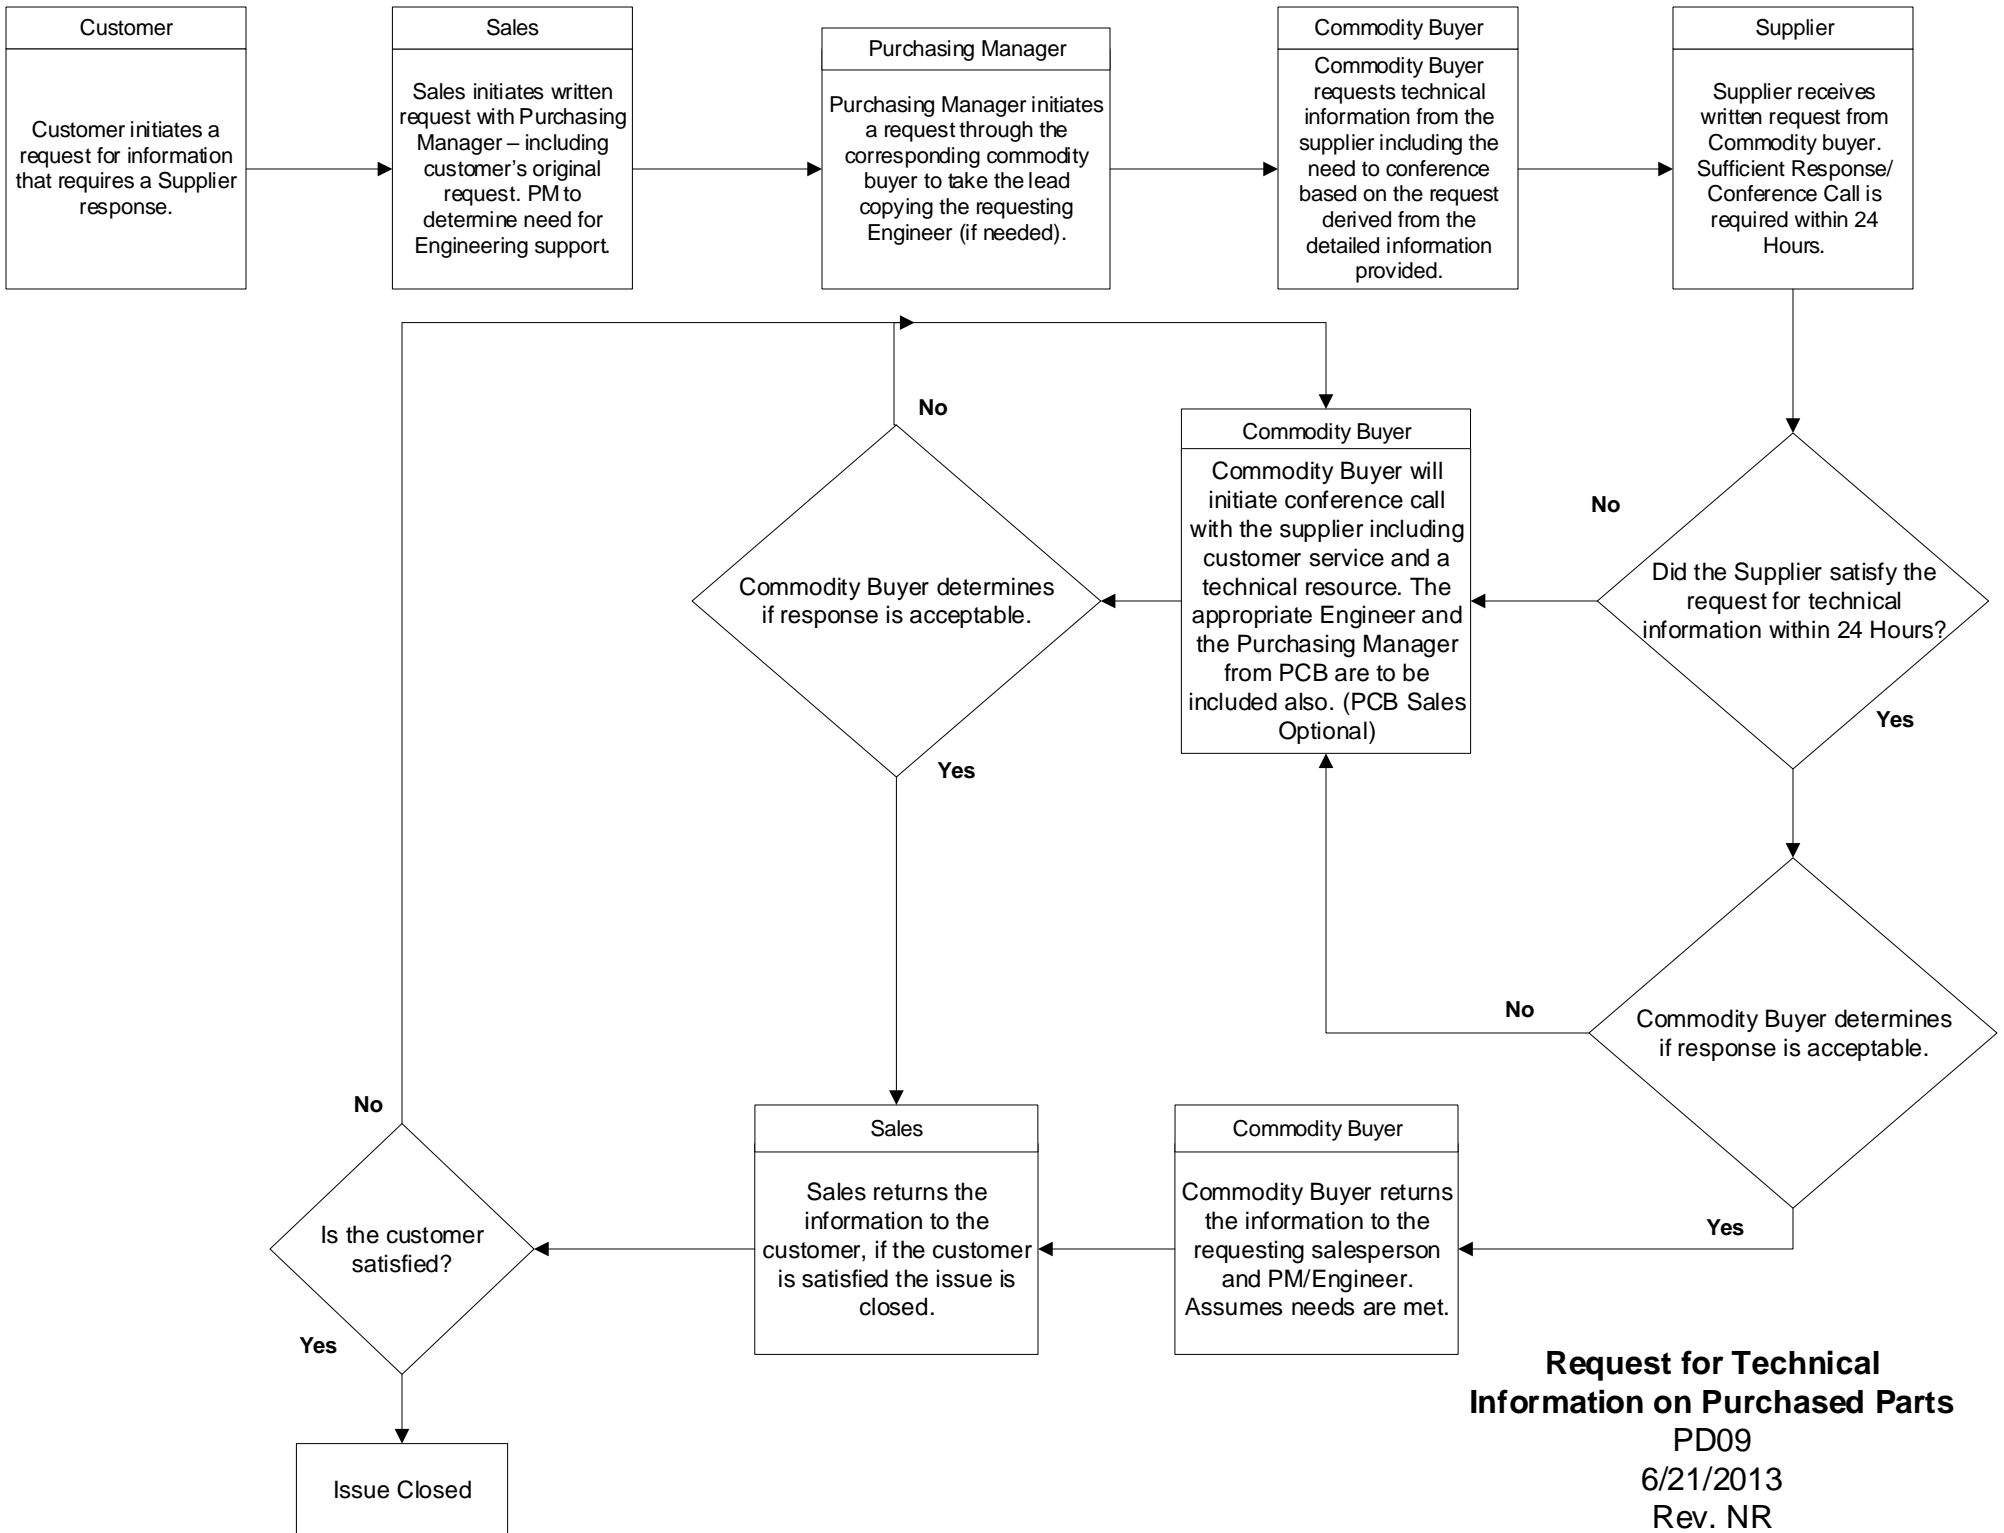 Customer
Customer initiates a
request for information
that requires a Supplier
response.
Sales
Sales initiates written
request with Purchasing
Manager – including
customer's original
request. PM to
determine need for
Engineering support.
Purchasing Manager
Purchasing Manager initiates
a request through the
corresponding commodity
buyer to take the lead
copying the requesting
Engineer (if needed).
Commodity Buyer
Commodity Buyer
requests technical
information from the
supplier including the
need to conference
based on the request
derived from the
detailed information
provided.
Supplier
Supplier receives
written request from
Commodity buyer.
Sufficient Response/
Conference Call is
required within 24
Hours.
No
Commodity Buyer determines
if response is acceptable.
Yes
Commodity Buyer
Commodity Buyer will
initiate conference call
with the supplier including
customer service and a
technical resource. The
appropriate Engineer and
the Purchasing Manager
from PCB are to be
included also. (PCB Sales
Optional)
No
Did the Supplier satisfy the
request for technical
information within 24 Hours?
Yes
No
Commodity Buyer determines
if response is acceptable.
Yes
No
Is the customer
satisfied?
Yes
Sales
Sales returns the
information to the
customer, if the customer
is satisfied the issue is
closed.
Commodity Buyer
Commodity Buyer returns
the information to the
requesting salesperson
and PM/Engineer.
Assumes needs are met.
Issue Closed
Request for Technical
Information on Purchased Parts
PD09
6/21/2013
Rev. NR